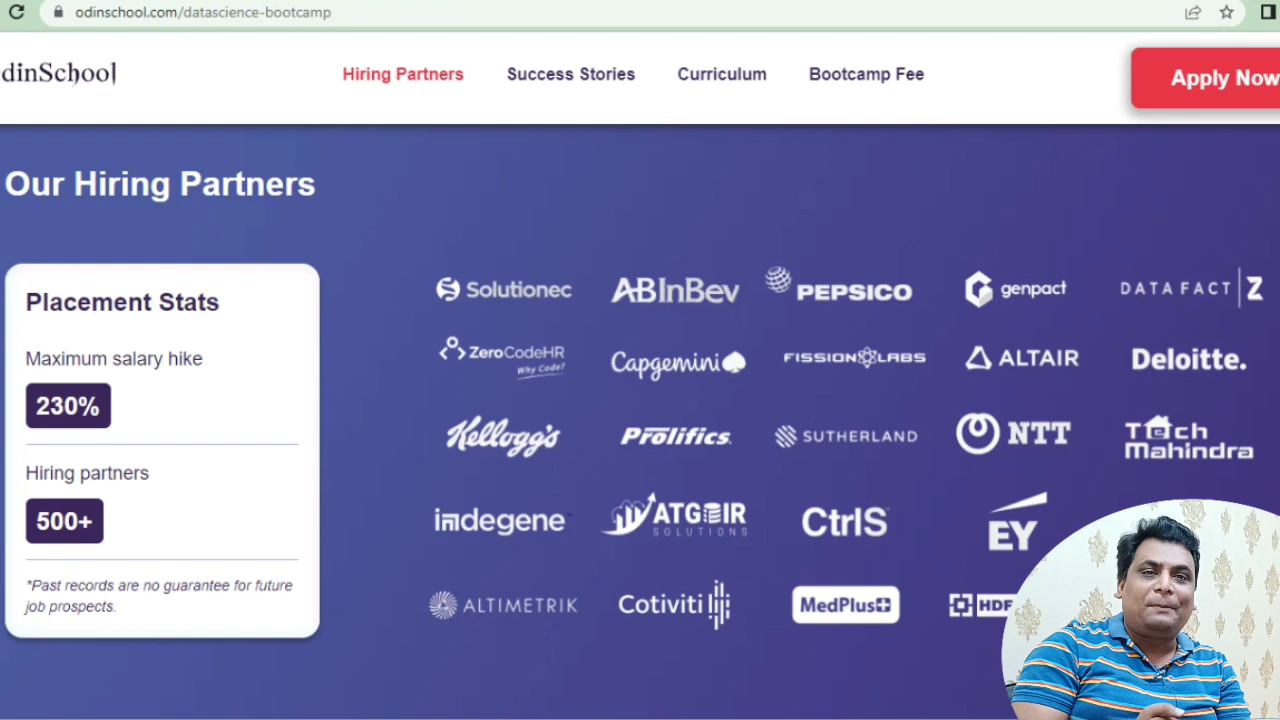 odinschool.com/datascience-bootcamp
dinSchool
Hiring Partners
Success Stories
Curriculum
Bootcamp Fee
Apply Now
Our Hiring Partners
Placement Stats
Maximum salary hike
230%
Hiring partners
500+
*Past records are no guarantee for future
job prospects.
Solutionec
ABInBev
PEPSICO
genpact
DATA FACT Z
ZeroCodeHR
Why Code?
Capgemini
FISSION LABS
ALTAIR
Deloitte.
Kellogg's
Prolifics.
SUTHERLAND
NTT
Tech
Mahindra
indegene
ATGEIR
SOLUTIONS
CtrlS
EY
ALTIMETRIK
Cotiviti
MedPlus
HDF